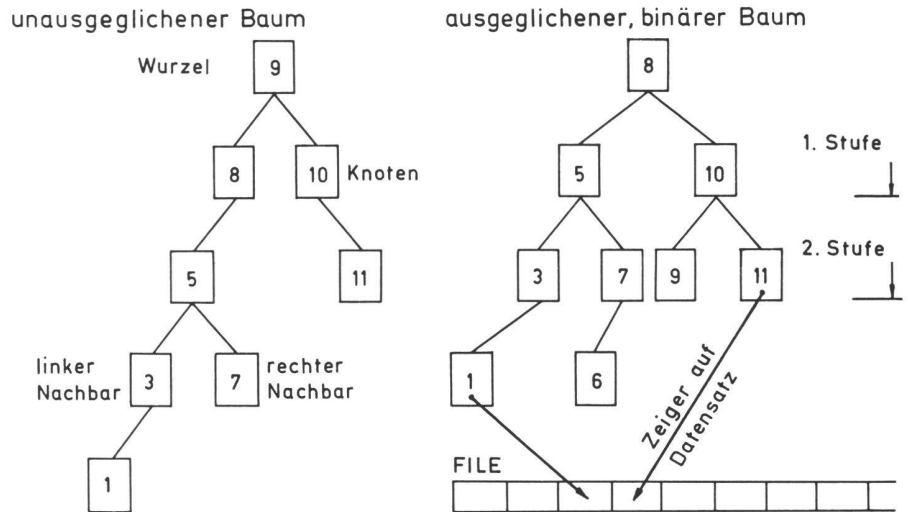 unausgeglichener Baum
Wurzel
9
8
10
Knoten
5
11
linker
Nachbar
3
7
rechter
Nachbar
1
ausgeglichener, binärer Baum
8
1. Stufe
5
10
2. Stufe
3
7
9
11
1
6
Zeiger auf
Datensatz
FILE